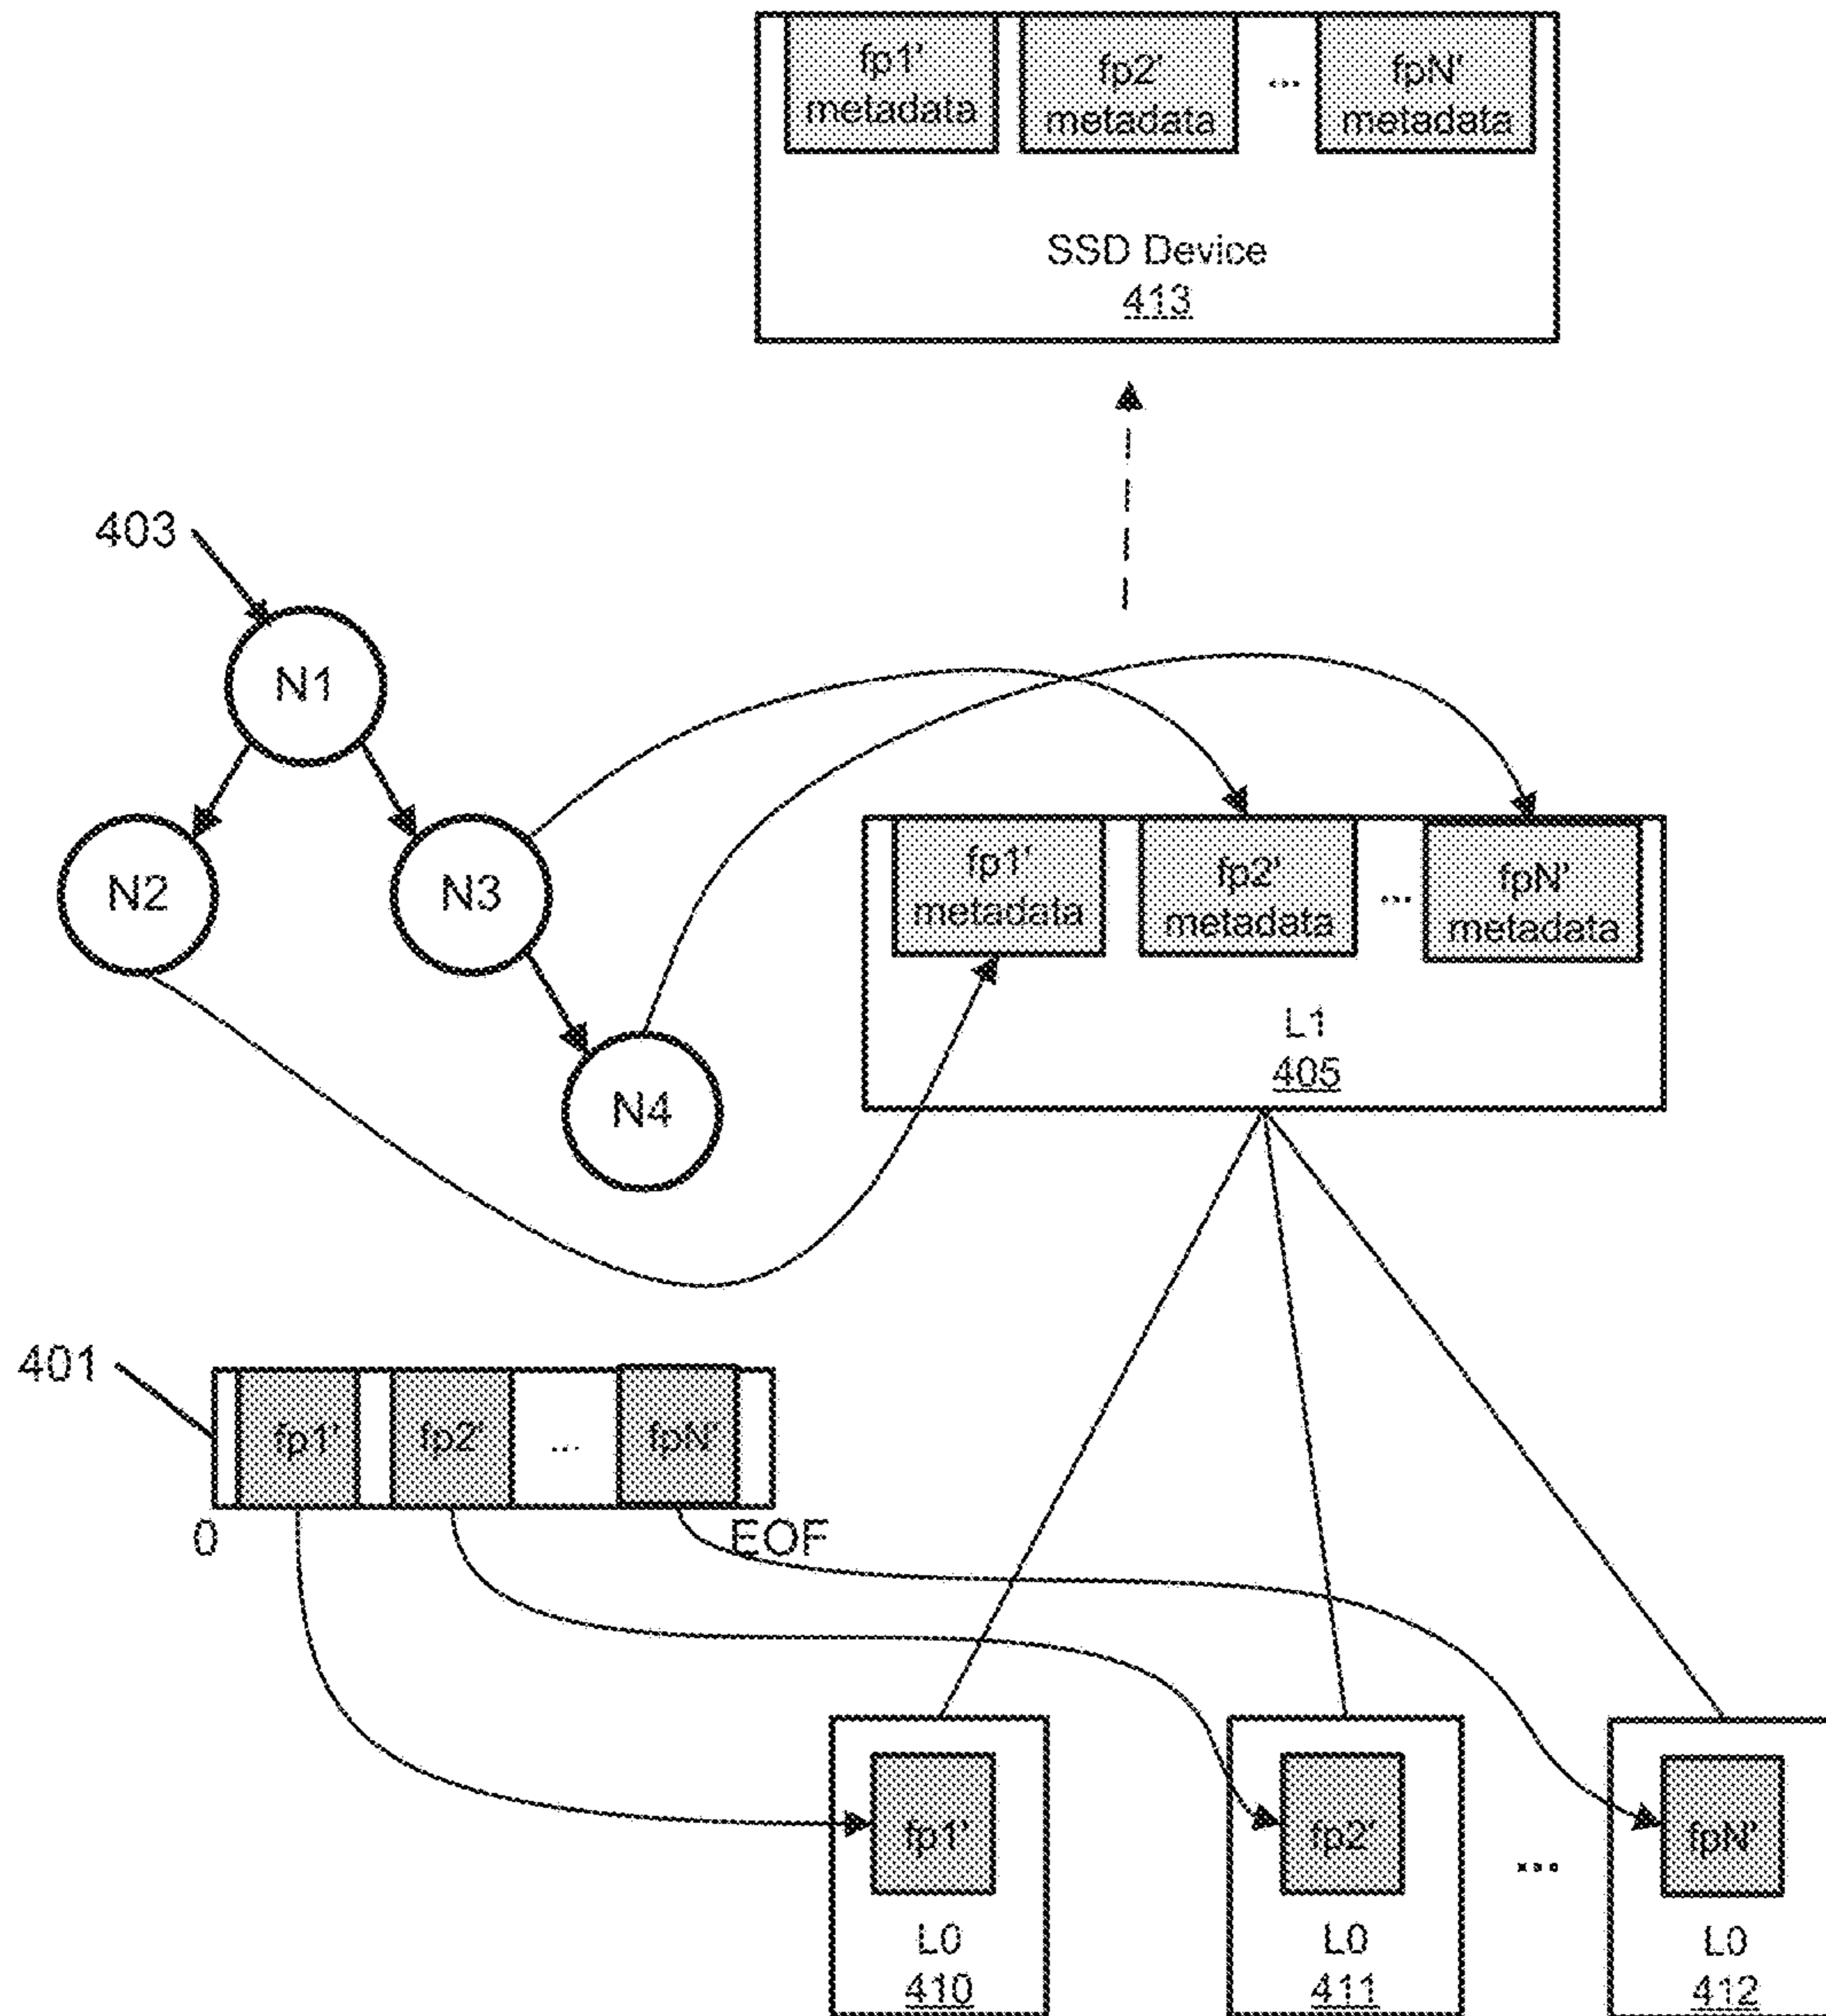 fp1' fp2' ... fpN'
metadata metadata metadata
SSD Device
413
403
N1
N2 N3
N4
fp1' fp2' ... fpN'
metadata metadata metadata
L1
405
401
fp1' fp2' ... fpN'
0 EOF
fp1' fp2' ... fpN'
L0 L0 L0
410 411 412